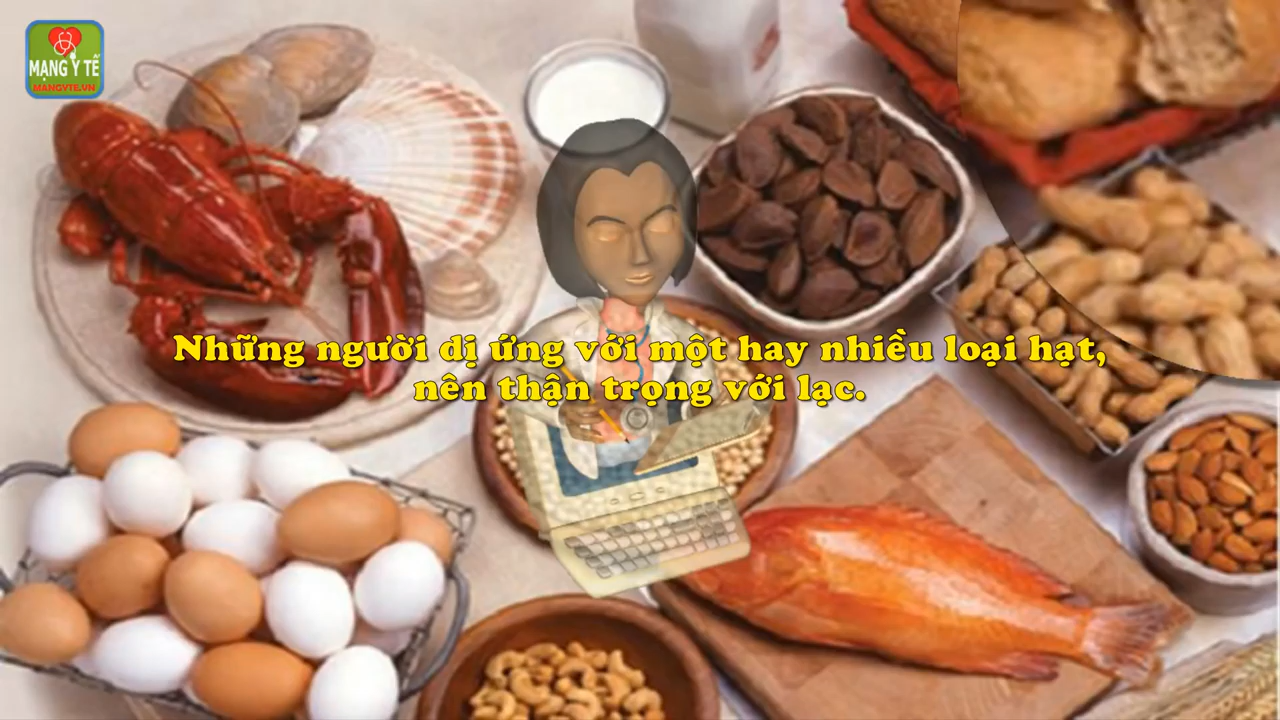 MẠNG Y TẾ
MANGYTE.VN
Những người dị ứng với một hay nhiều loại hạt,
nên thận trọng với lạc.